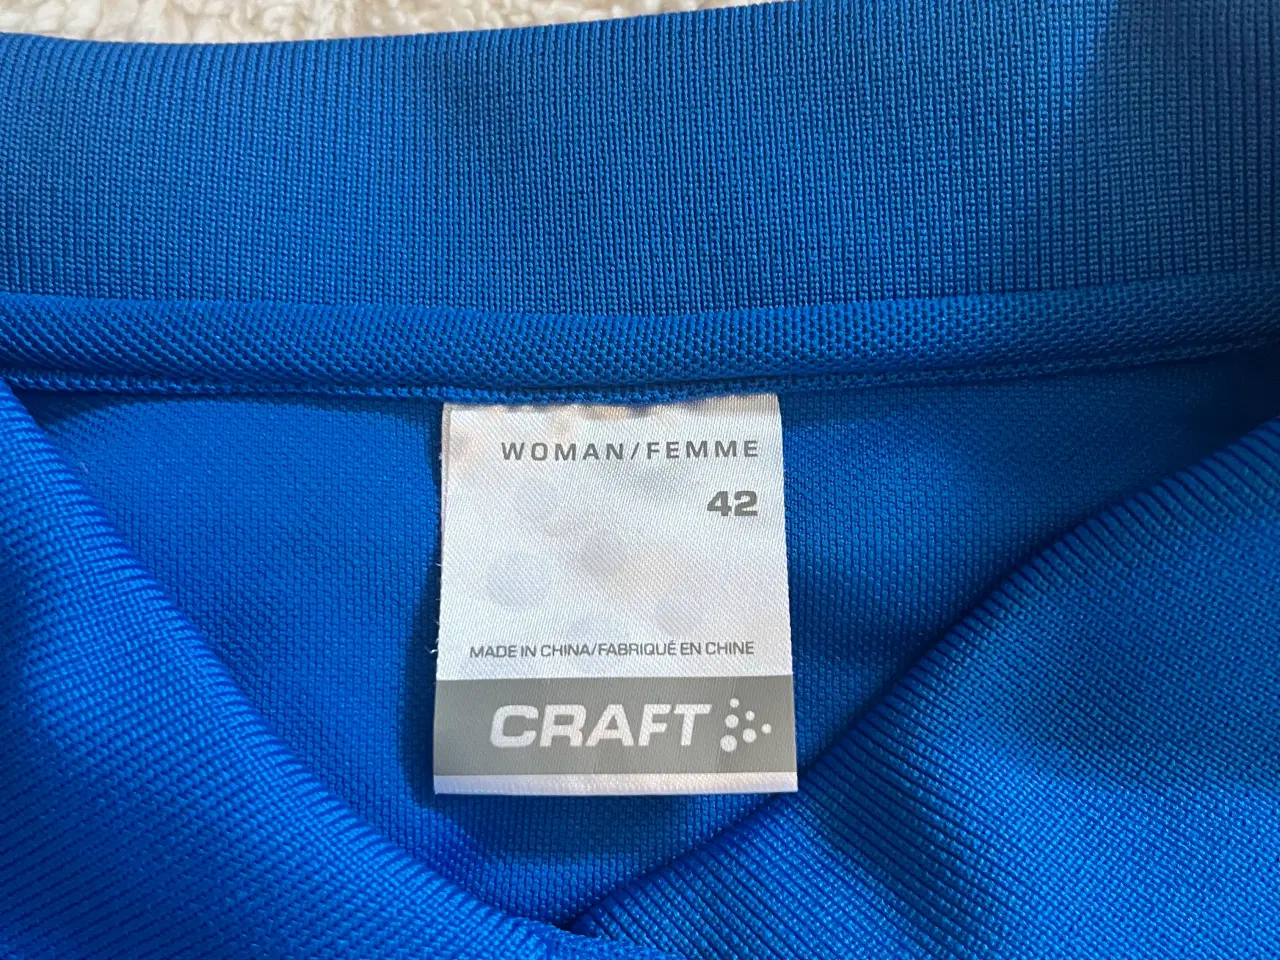 WOMAN/FEMME
42
MADE IN CHINA/FABRIQUÉ EN CHINE
CRAFT